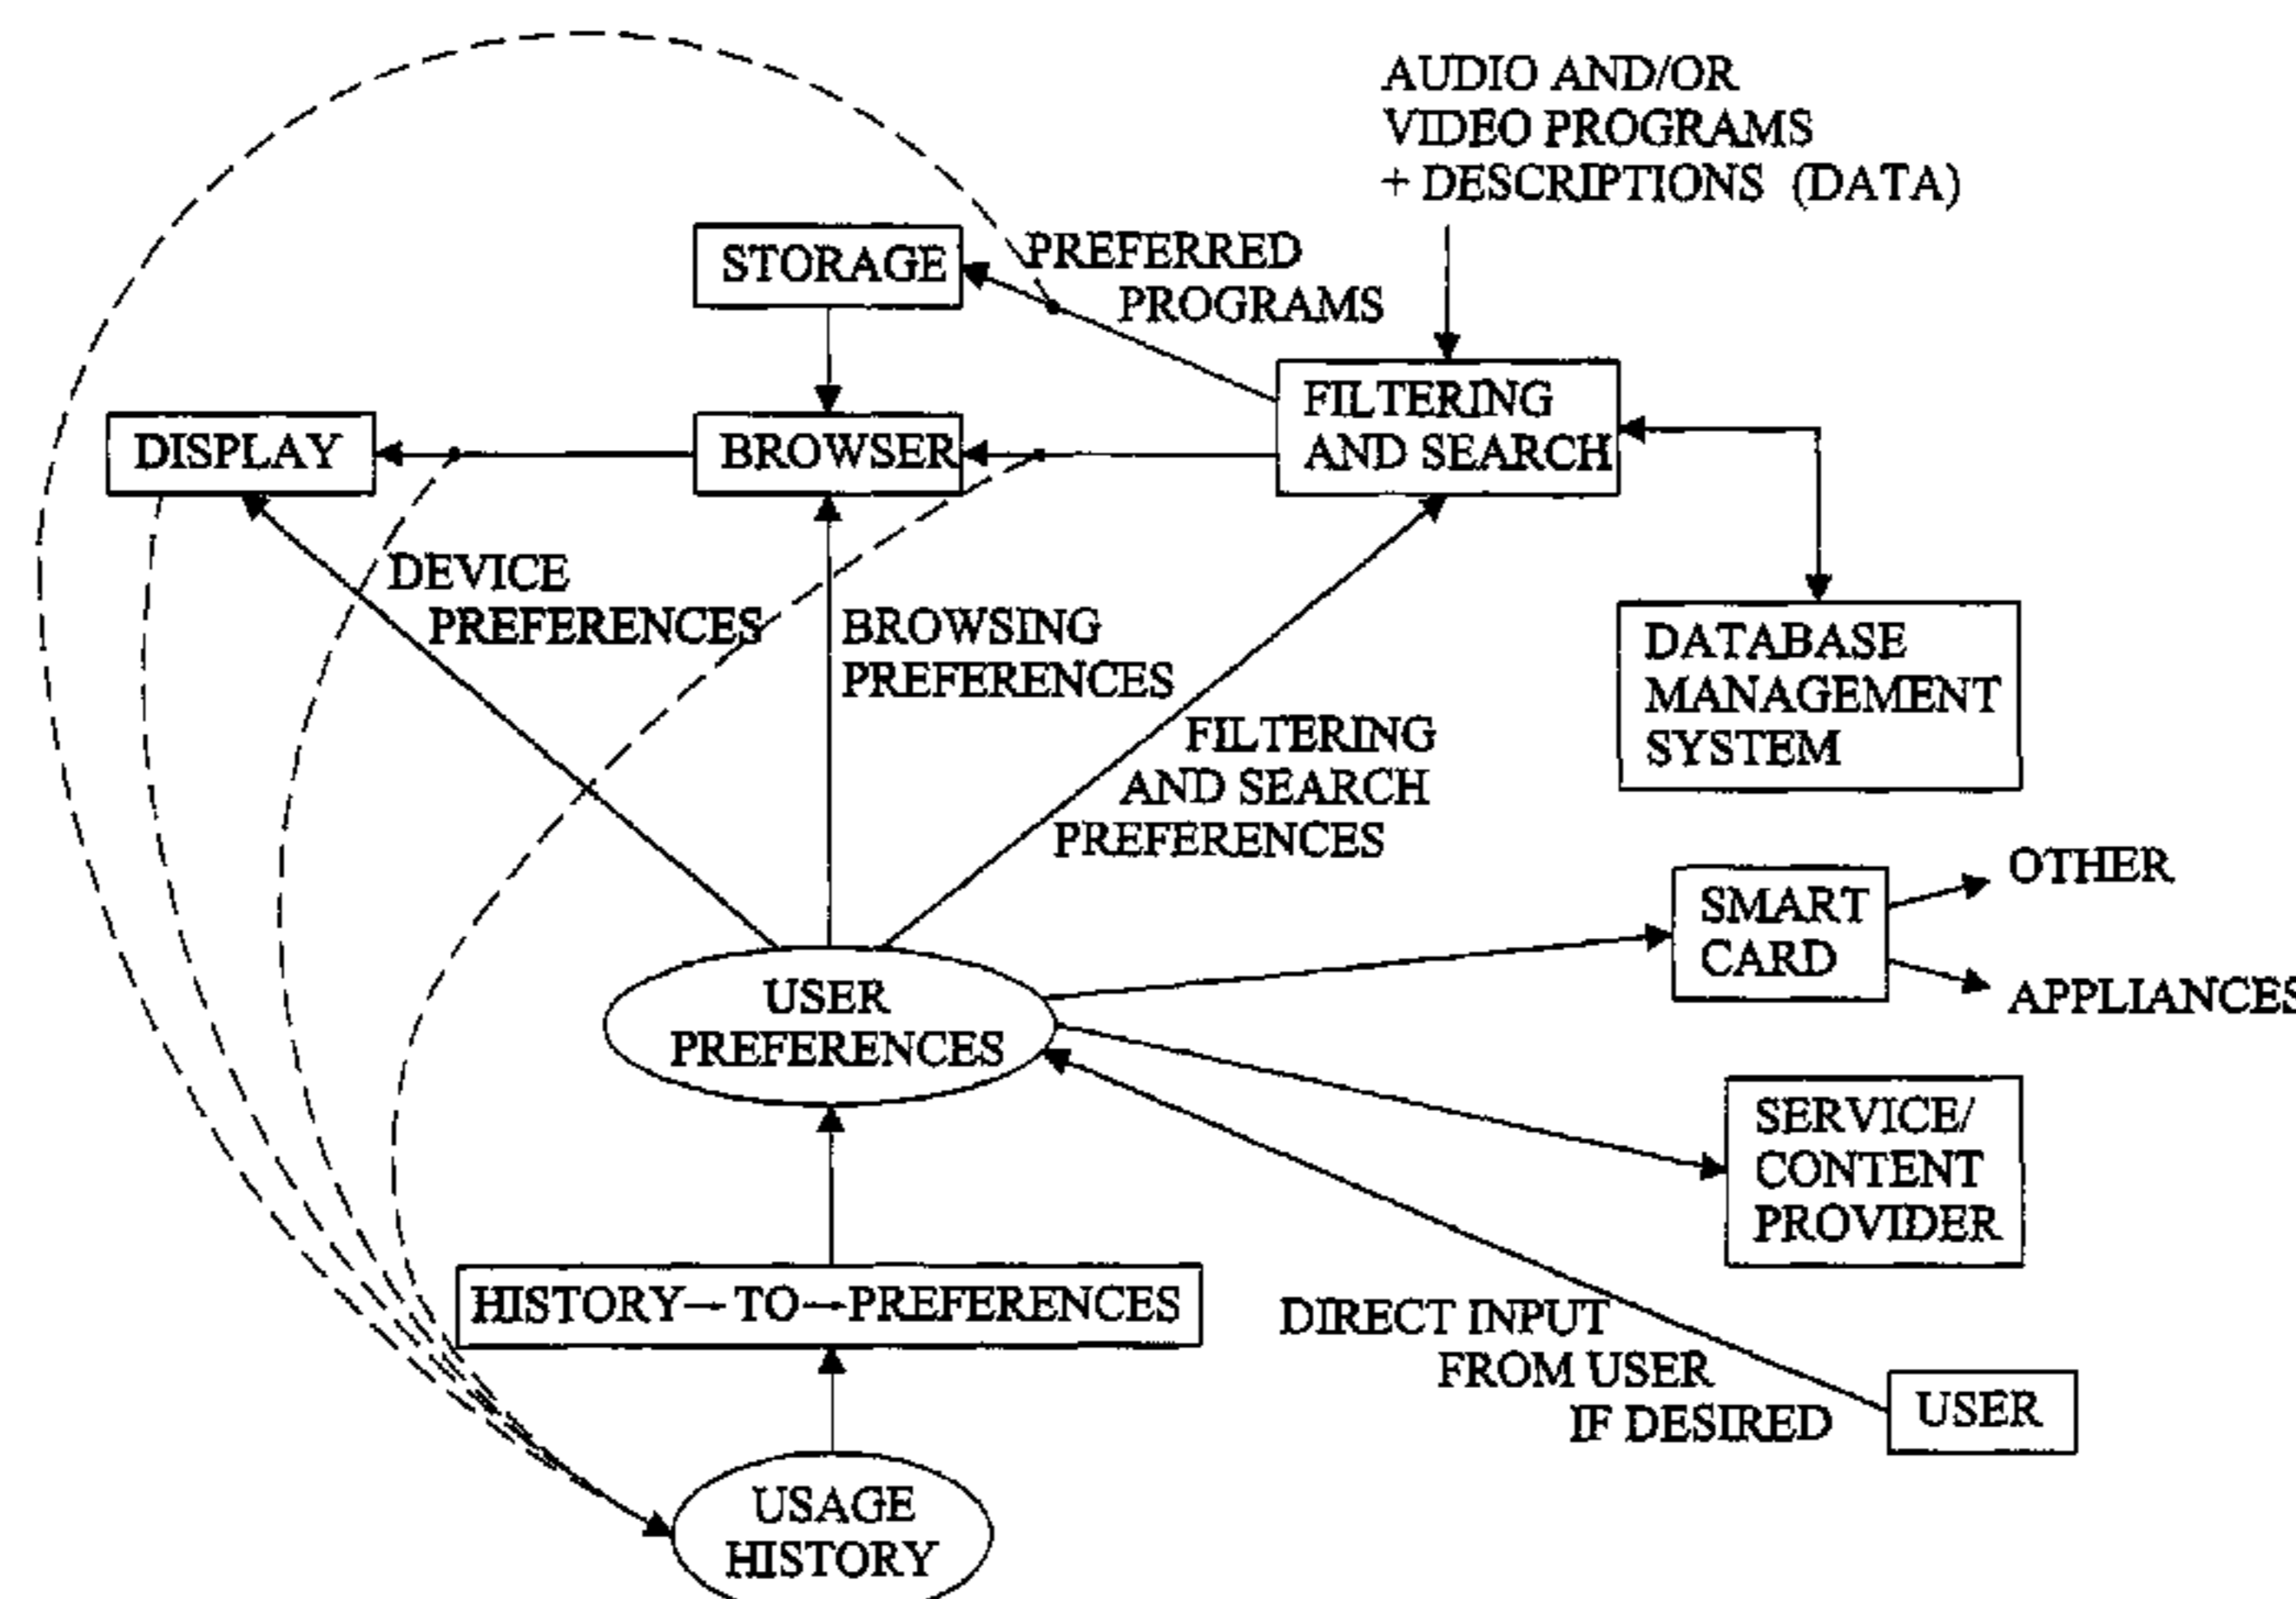 AUDIO AND/OR
VIDEO PROGRAMS
+ DESCRIPTIONS (DATA)
STORAGE
PREFERRED
PROGRAMS
DISPLAY
BROWSER
FILTERING
AND SEARCH
DEVICE
PREFERENCES
BROWSING
PREFERENCES
FILTERING
AND SEARCH
PREFERENCES
DATABASE
MANAGEMENT
SYSTEM
SMART
CARD
OTHER
APPLIANCES
USER
PREFERENCES
SERVICE/
CONTENT
PROVIDER
HISTORY—TO—PREFERENCES
DIRECT INPUT
FROM USER
IF DESIRED
USER
USAGE
HISTORY